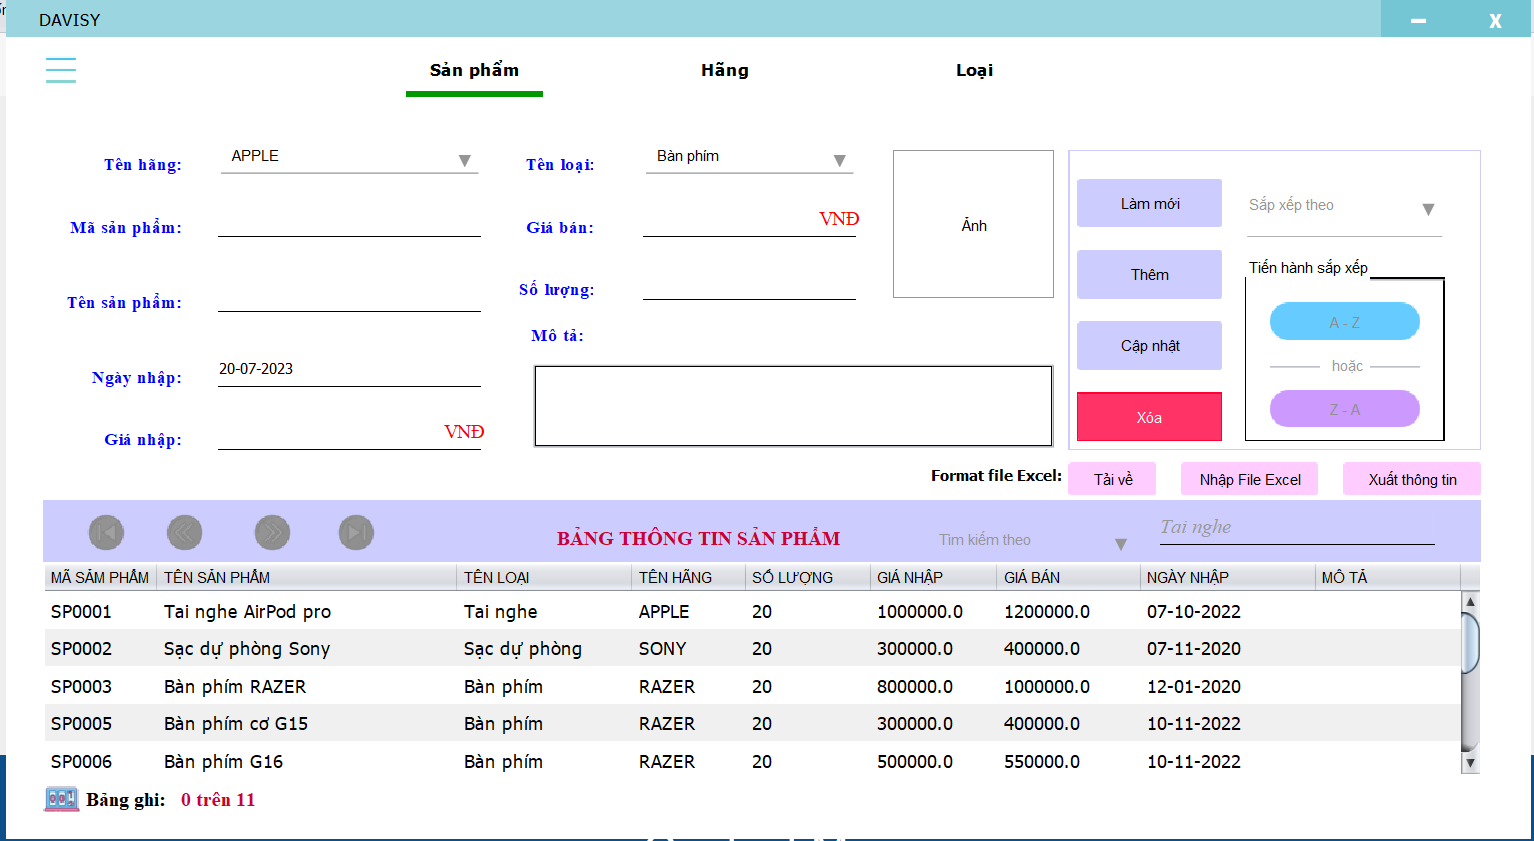 DAVISY
X
Sản phẩm Hãng Loại
Tên hãng: APPLE Tên loại: Bàn phím
Mã sản phẩm: Giá bán: VNĐ
Ảnh
Số lượng:
Tên sản phẩm:
Mô tả:
Ngày nhập: 20-07-2023
Giá nhập: VNĐ
Làm mới Sắp xếp theo
Thêm
Tiến hành sắp xếp
A - Z
Cập nhật
hoặc
Z - A
Xóa
Format file Excel: Tải về Nhập File Excel Xuất thông tin
BẢNG THÔNG TIN SẢN PHẨM Tìm kiếm theo Tai nghe
MÃ SẢM PHẨM TÊN SẢN PHẨM TÊN LOẠI TÊN HÃNG SỐ LƯỢNG GIÁ NHẬP GIÁ BÁN NGÀY NHẬP MÔ TẢ
SP0001 Tai nghe AirPod pro Tai nghe APPLE 20 1000000.0 1200000.0 07-10-2022
SP0002 Sạc dự phòng Sony Sạc dự phòng SONY 20 300000.0 400000.0 07-11-2020
SP0003 Bàn phím RAZER Bàn phím RAZER 20 800000.0 1000000.0 12-01-2020
SP0005 Bàn phím cơ G15 Bàn phím RAZER 20 300000.0 400000.0 10-11-2022
SP0006 Bàn phím G16 Bàn phím RAZER 20 500000.0 550000.0 10-11-2022
Bảng ghi: 0 trên 11